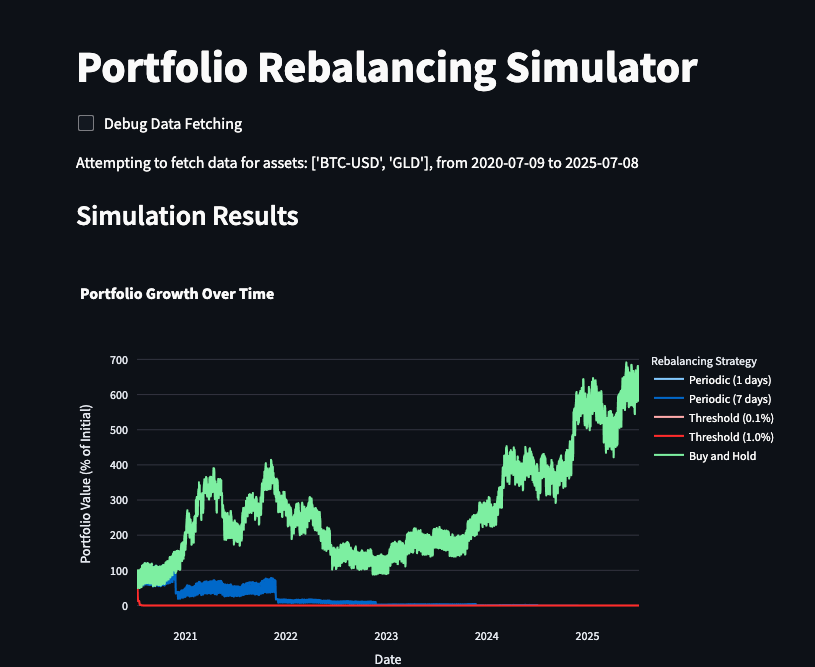 Portfolio Rebalancing Simulator
Debug Data Fetching
Attempting to fetch data for assets: ['BTC-USD', 'GLD'], from 2020-07-09 to 2025-07-08
Simulation Results
Portfolio Growth Over Time
Portfolio Value (% of Initial)
700
600
500
400
300
200
100
0
2021
2022
2023
2024
2025
Date
Rebalancing Strategy
Periodic (1 days)
Periodic (7 days)
Threshold (0.1%)
Threshold (1.0%)
Buy and Hold